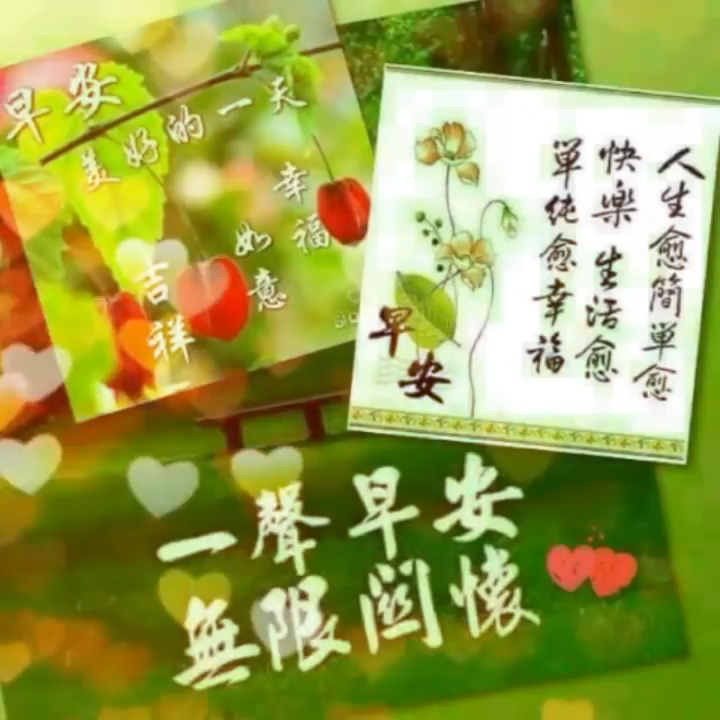 早安
美好的一天
幸福
如意
吉祥
人生愈簡單愈
快樂 生活愈
單純愈幸福
早安
一聲早安
無限關懷